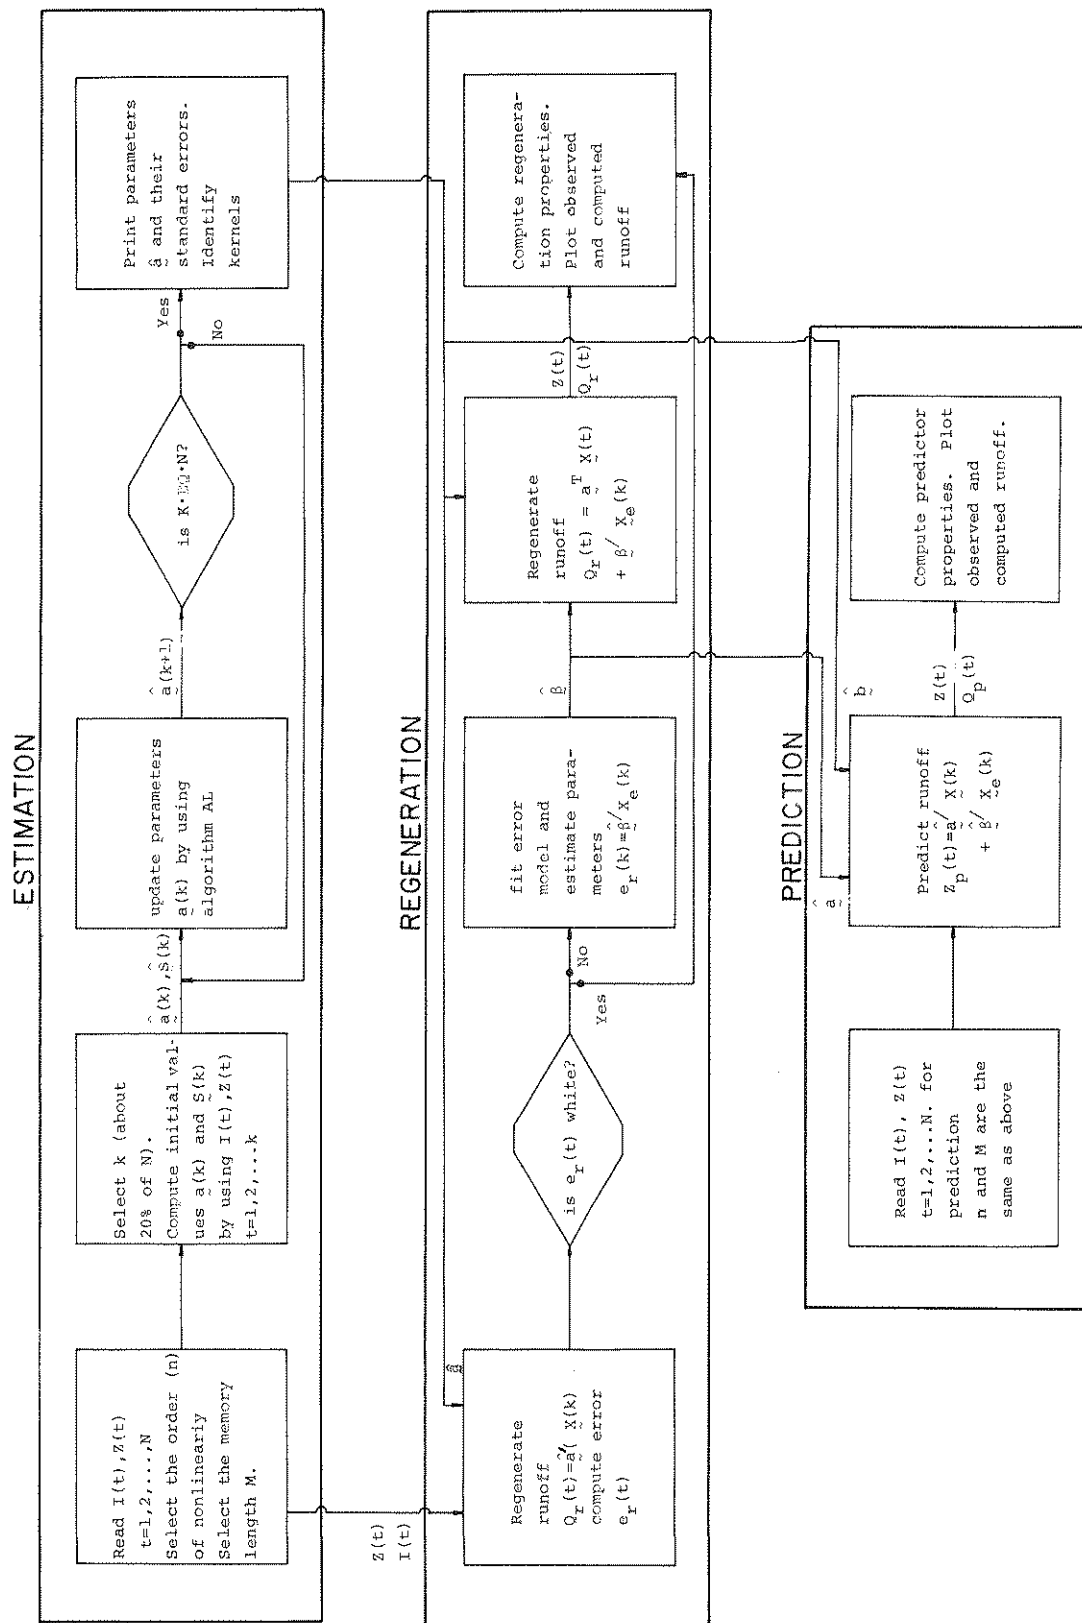 ESTIMATION
Read I(t),Z(t)
t=1,2,...,N
Select the order (n)
of nonlineariy
Select the memory
length M.
Select k (about
20% of N).
Compute initial val-
ues a(k) and S(k)
by using I(t),Z(t)
t=1,2,...k
â(k),Ŝ(k)
update parameters
a(k) by using
algorithm AL
â(k+1)
is K·EQ·N?
Yes
No
Print parameters
â and their
standard errors.
Identify
kernels
Z(t)
I(t)
REGENERATION
Regenerate
runoff
Q_r(t)=â′( X(k)
compute error
e_r(t)
â
is e_r(t) white?
Yes
No
fit error
model and
estimate para-
meters
e_r(k)=β̂′X_e(k)
β̂
Regenerate
runoff
Q_r(t) = a^T X(t)
+ β′ X_e(k)
Z(t)
Q_r(t)
Compute regenera-
tion properties.
Plot observed
and computed
runoff
PREDICTION
Read I(t), Z(t)
t=1,2,...N. for
prediction
n and M are the
same as above
â
Predict runoff
Z_p(t)=â′ X(k)
+ β̂′ X_e(k)
b̂
Z(t)
Q_p(t)
Compute predictor
properties. Plot
observed and
computed runoff.